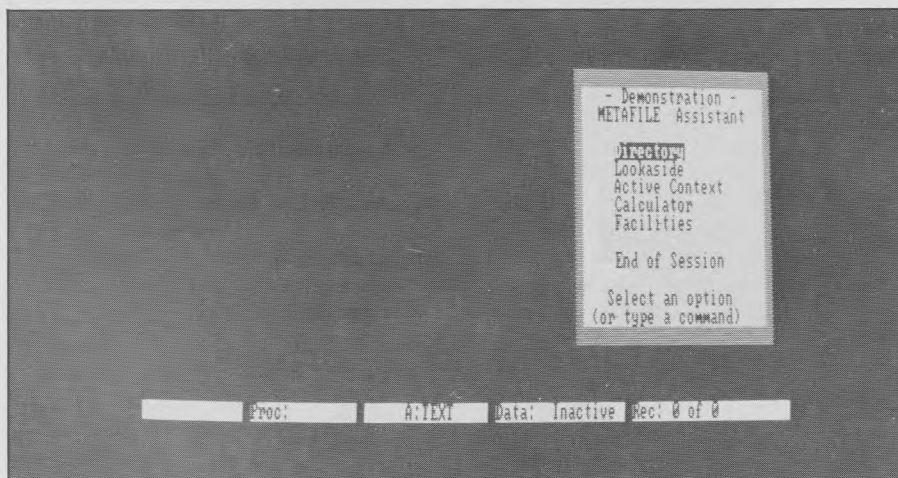 - Demonstration -
METAFILE Assistant
Directory
Lookaside
Active Context
Calculator
Facilities
End of Session
Select an option
(or type a command)
Proc: A:TEXT Data: Inactive Rec: 0 of 0